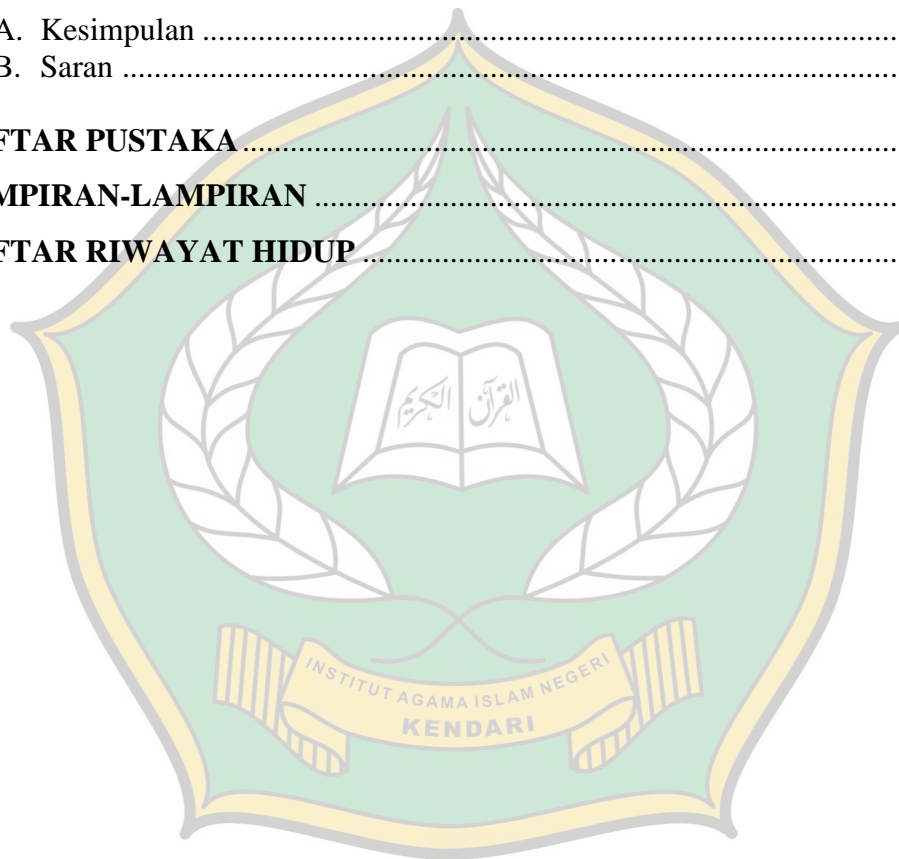 A. Kesimpulan ........................................................................................
B. Saran ..................................................................................................
FTAR PUSTAKA ..................................................................................
MPIRAN-LAMPIRAN .........................................................................
FTAR RIWAYAT HIDUP ...................................................................
القرآن الكريم
INSTITUT AGAMA ISLAM NEGERI
KENDARI